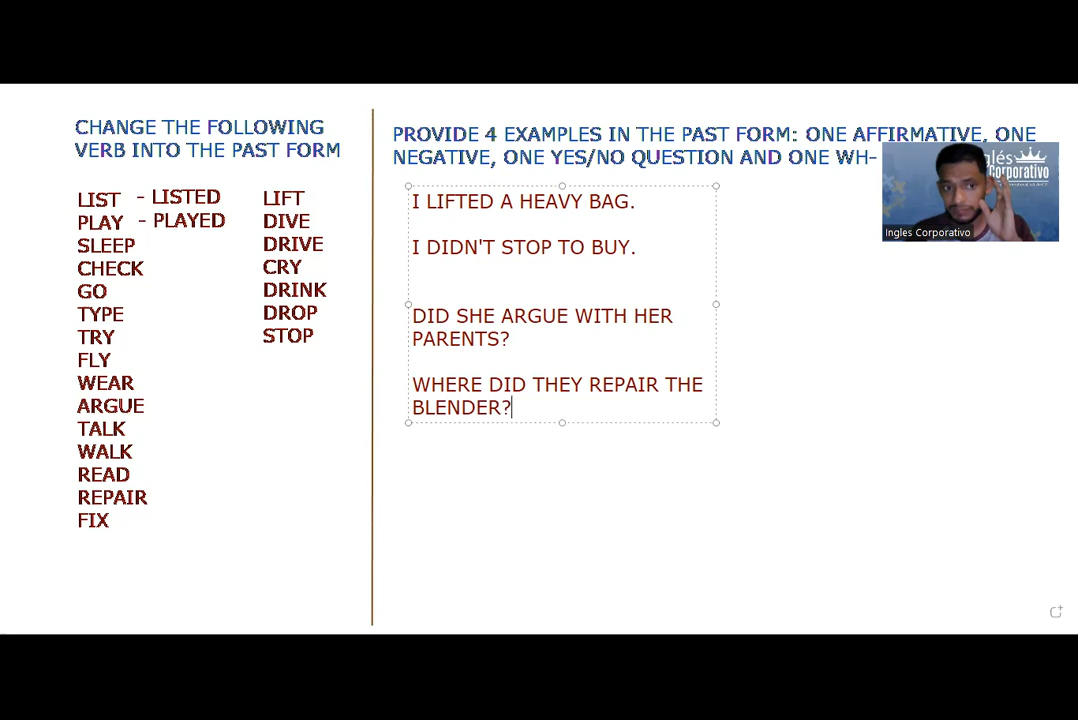 CHANGE THE FOLLOWING
VERB INTO THE PAST FORM
LIST - LISTED
PLAY - PLAYED
SLEEP
CHECK
GO
TYPE
TRY
FLY
WEAR
ARGUE
TALK
WALK
READ
REPAIR
FIX
LIFT
DIVE
DRIVE
CRY
DRINK
DROP
STOP
PROVIDE 4 EXAMPLES IN THE PAST FORM: ONE AFFIRMATIVE, ONE
NEGATIVE, ONE YES/NO QUESTION AND ONE WH-
I LIFTED A HEAVY BAG.
I DIDN'T STOP TO BUY.
DID SHE ARGUE WITH HER
PARENTS?
WHERE DID THEY REPAIR THE
BLENDER?
Corporativo
Ingles Corporativo